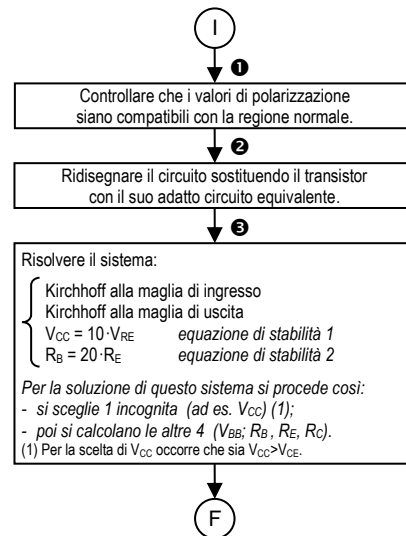 I
❶
Controllare che i valori di polarizzazione
siano compatibili con la regione normale.
❷
Ridisegnare il circuito sostituendo il transistor
con il suo adatto circuito equivalente.
❸
Risolvere il sistema:
Kirchhoff alla maglia di ingresso
Kirchhoff alla maglia di uscita
VCC = 10·VRE equazione di stabilità 1
RB = 20·RE equazione di stabilità 2
Per la soluzione di questo sistema si procede così:
- si sceglie 1 incognita (ad es. VCC) (1);
- poi si calcolano le altre 4 (VBB; RB , RE, RC).
(1) Per la scelta di VCC occorre che sia VCC>VCE.
F